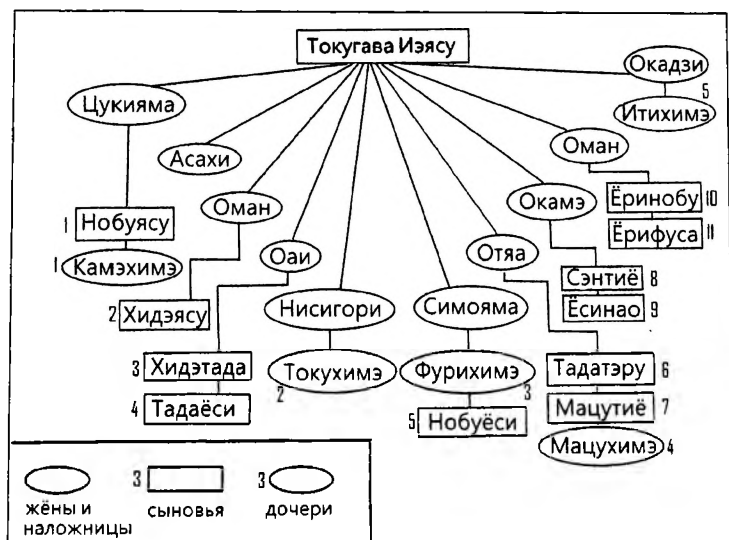 Токугава Иэясу
Цукияма
1 Нобуясу
1 Камэхимэ
Асахи
Оман
2 Хидэясу
Оаи
3 Хидэтада
4 Тадаёси
Нисигори
Токухимэ
2
Симояма
Фурихимэ
3
5 Нобуёси
Отяа
Тадатэру 6
Мацутиё 7
Мацухимэ 4
Окамэ
Сэнтиё 8
Ёсинао 9
Оман
Ёринобу 10
Ёрифуса 11
Окадзи
5
Итихимэ
жёны и
наложницы
3
сыновья
3
дочери